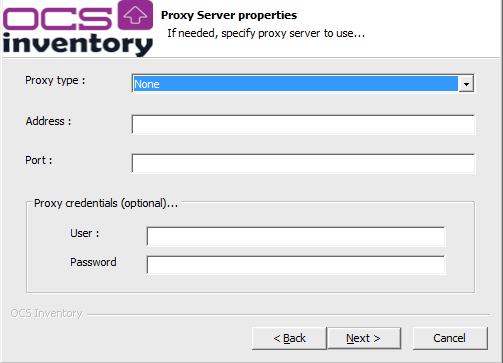 OCS
inventory
Proxy Server properties
If needed, specify proxy server to use...
Proxy type :
None
Address :
Port :
Proxy credentials (optional)...
User :
Password
OCS Inventory
< Back
Next >
Cancel